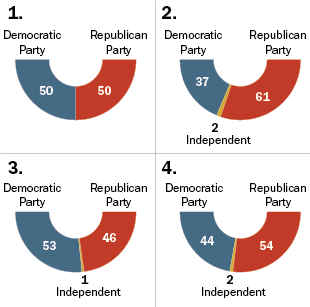 1.
Democratic Party
Republican Party
50
50
2.
Democratic Party
Republican Party
37
61
2
Independent
3.
Democratic Party
Republican Party
53
46
1
Independent
4.
Democratic Party
Republican Party
44
54
2
Independent